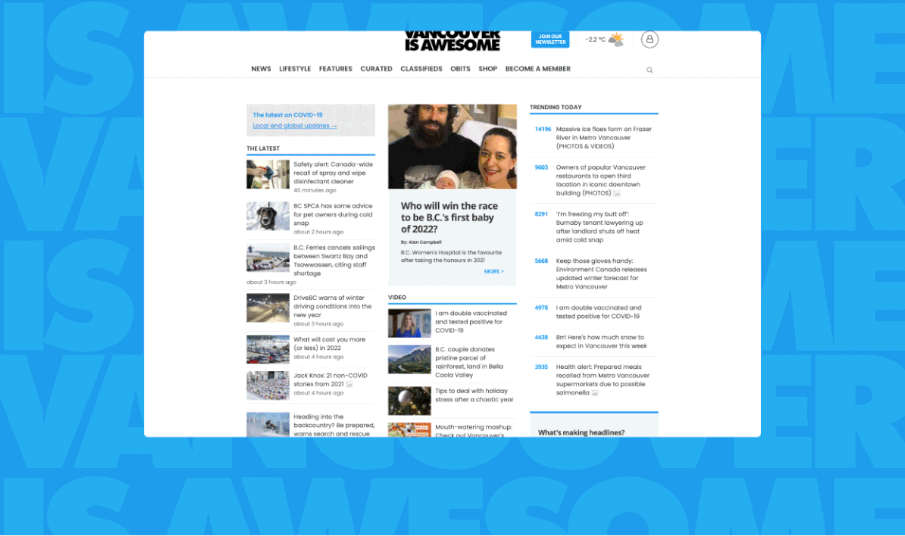 IS AWESOME
VANCOUVER
IS AWESOME
JOIN OUR
NEWSLETTER
-2.2 °C
NEWS LIFESTYLE FEATURES CURATED CLASSIFIEDS OBITS SHOP BECOME A MEMBER
The latest on COVID-19
Local and global updates →
THE LATEST
Safety alert: Canada-wide
recall of spray and wipe
disinfectant cleaner
40 minutes ago
BC SPCA has some advice
for pet owners during cold
snap
about 2 hours ago
B.C. Ferries cancels sailings
between Swartz Bay and
Tsawwassen, citing staff
shortage
about 3 hours ago
DriveBC warns of winter
driving conditions into the
new year
about 3 hours ago
What will cost you more
(or less) in 2022
about 4 hours ago
Jack Knox: 21 non-COVID
stories from 2021
about 4 hours ago
Heading into the
backcountry? Be prepared,
warns search and rescue
Who will win the race
to be B.C.'s first baby
of 2022?
By: Alan Campbell
B.C. Women's Hospital is the favourite
after taking the honours in 2021
MORE >
VIDEO
I am double vaccinated
and tested positive for
COVID-19
B.C. couple donates
pristine parcel of
rainforest, land in Bella
Coola Valley
Tips to deal with holiday
stress after a chaotic year
Mouth-watering mashup:
Check out Vancouver's
TRENDING TODAY
14196 Massive ice floes form on Fraser
River in Metro Vancouver
(PHOTOS & VIDEOS)
9603 Owners of popular Vancouver
restaurants to open third
location in iconic downtown
building (PHOTOS)
8291 'I'm freezing my butt off':
Burnaby tenant lawyering up
after landlord shuts off heat
amid cold snap
5668 Keep those gloves handy:
Environment Canada releases
updated winter forecast for
Metro Vancouver
4978 I am double vaccinated and
tested positive for COVID-19
4438 Brr! Here's how much snow to
expect in Vancouver this week
3935 Health alert: Prepared meals
recalled from Metro Vancouver
supermarkets due to possible
salmonella
What's making headlines?
VANCOUVER
IS AWESOME
VANCOUVER
IS AWESOME